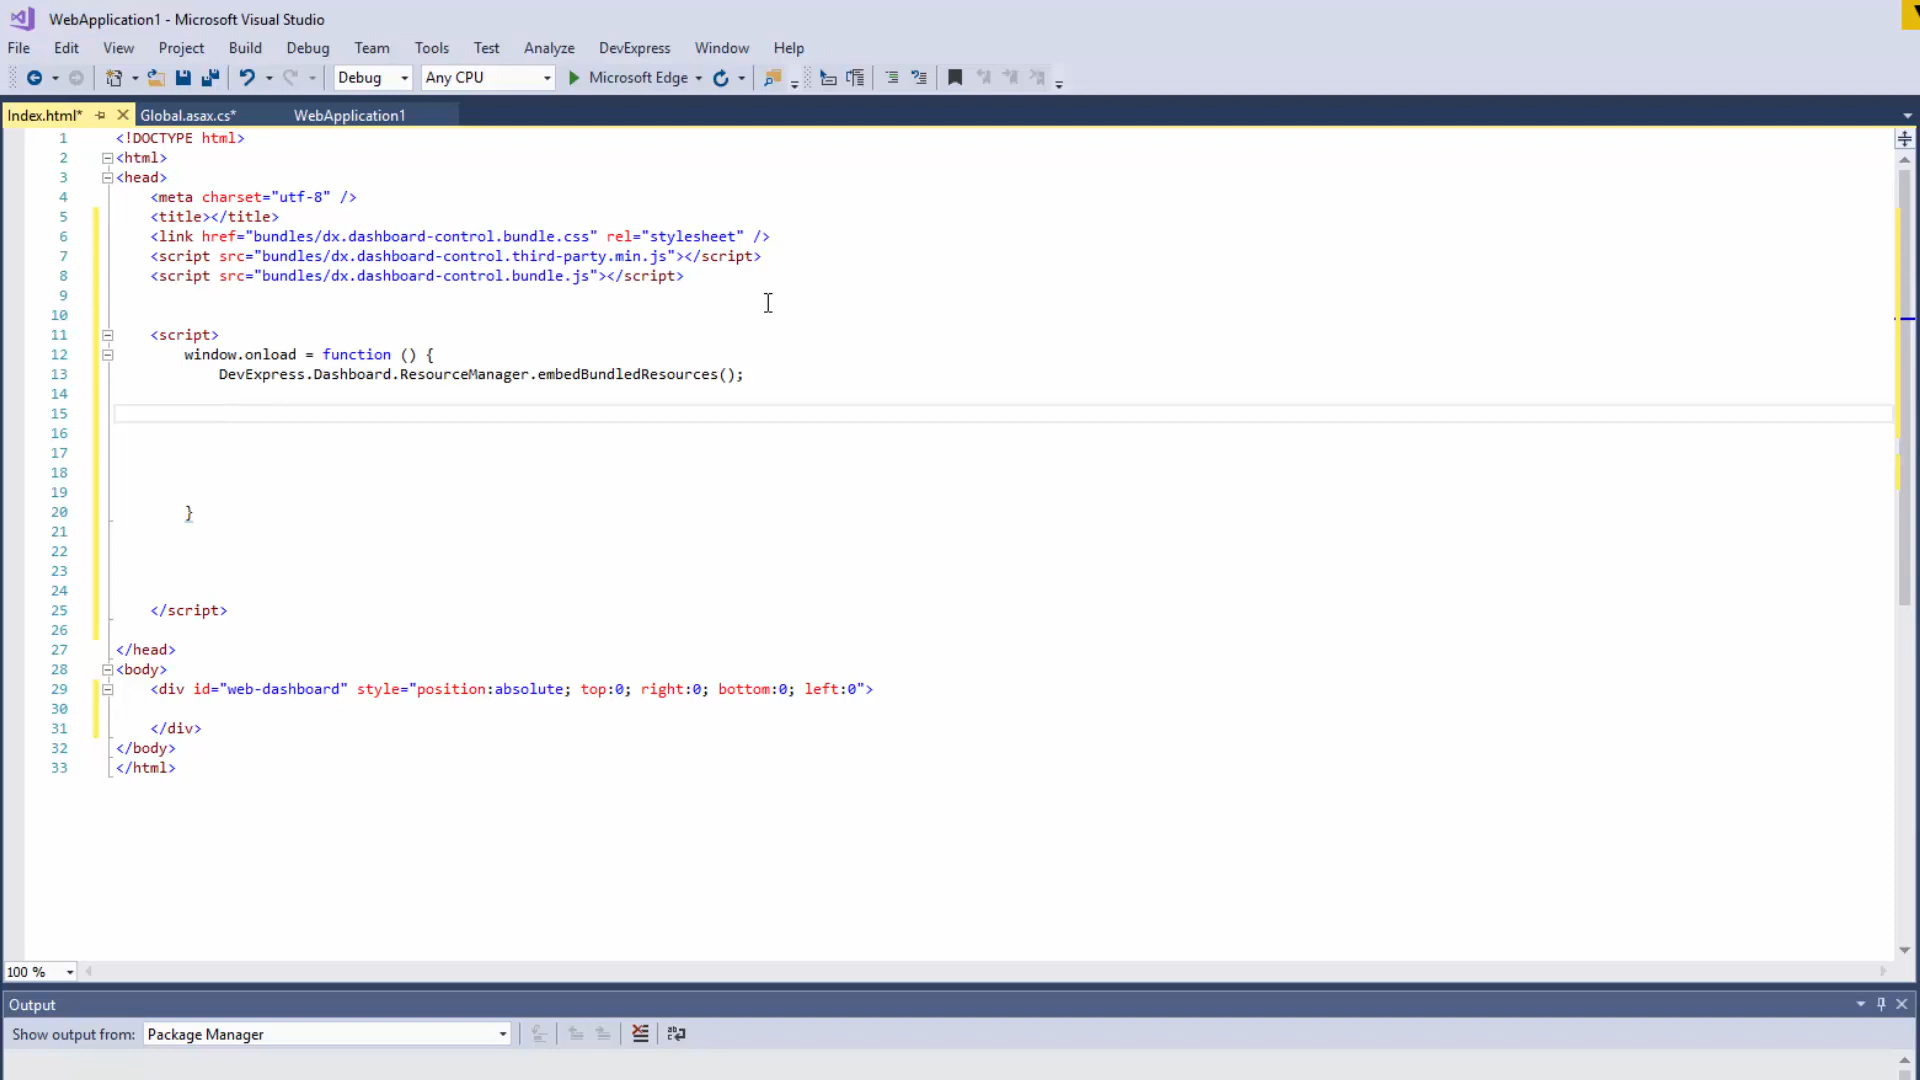 WebApplication1 - Microsoft Visual Studio
File Edit View Project Build Debug Team Tools Test Analyze DevExpress Window Help
Debug Any CPU Microsoft Edge
Index.html* Global.asax.cs* WebApplication1
1 <!DOCTYPE html>
2 <html>
3 <head>
4 <meta charset="utf-8" />
5 <title></title>
6 <link href="bundles/dx.dashboard-control.bundle.css" rel="stylesheet" />
7 <script src="bundles/dx.dashboard-control.third-party.min.js"></script>
8 <script src="bundles/dx.dashboard-control.bundle.js"></script>
9
10
11 <script>
12 window.onload = function () {
13 DevExpress.Dashboard.ResourceManager.embedBundledResources();
14
15
16
17
18
19
20 }
21
22
23
24
25 </script>
26
27 </head>
28 <body>
29 <div id="web-dashboard" style="position:absolute; top:0; right:0; bottom:0; left:0">
30
31 </div>
32 </body>
33 </html>
100 %
Output
Show output from: Package Manager